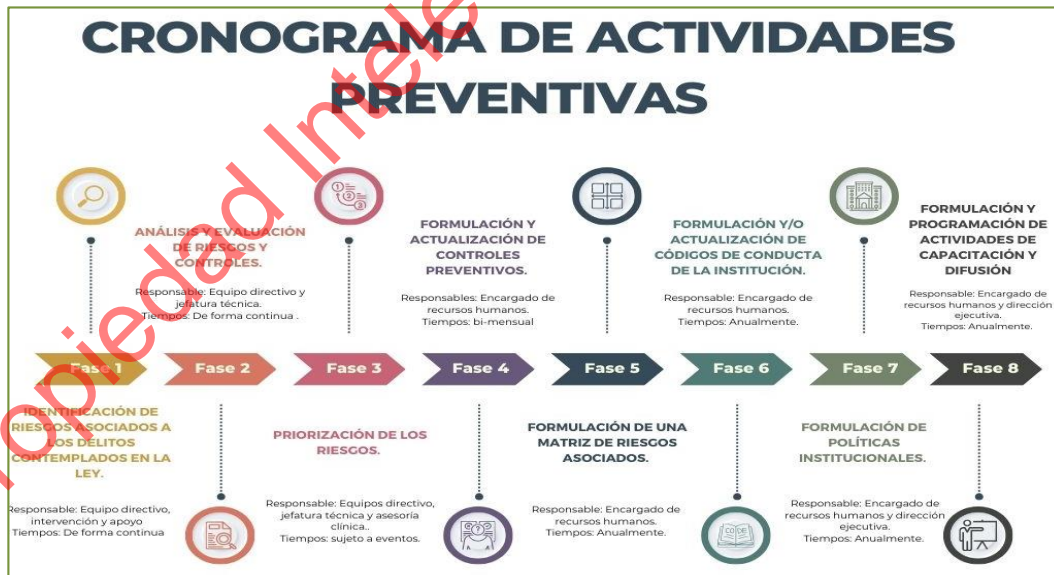 CRONOGRAMA DE ACTIVIDADES
PREVENTIVAS
ANÁLISIS Y EVALUACIÓN
DE RIESGOS Y
CONTROLES.
Responsable: Equipo directivo y
jefatura técnica.
Tiempos: De forma continua .
FORMULACIÓN Y
ACTUALIZACIÓN DE
CONTROLES
PREVENTIVOS.
Responsables: Encargado de
recursos humanos.
Tiempos: bi-mensual
FORMULACIÓN Y/O
ACTUALIZACIÓN DE
CÓDIGOS DE CONDUCTA
DE LA INSTITUCIÓN.
Responsable: Encargado de
recursos humanos.
Tiempos: Anualmente.
FORMULACIÓN Y
PROGRAMACIÓN DE
ACTIVIDADES DE
CAPACITACIÓN Y
DIFUSIÓN
Responsable: Encargado de
recursos humanos y dirección
ejecutiva.
Tiempos: Anualmente.
Fase 1
Fase 2
Fase 3
Fase 4
Fase 5
Fase 6
Fase 7
Fase 8
IDENTIFICACIÓN DE
RIESGOS ASOCIADOS A
LOS DELITOS
CONTEMPLADOS EN LA
LEY.
Responsable: Equipo directivo,
intervención y apoyo
Tiempos: De forma continua
PRIORIZACIÓN DE LOS
RIESGOS.
Responsable: Equipos directivo,
jefatura técnica y asesoría
clínica..
Tiempos: sujeto a eventos.
FORMULACIÓN DE UNA
MATRIZ DE RIESGOS
ASOCIADOS.
Responsable: Encargado de
recursos humanos.
Tiempos: Anualmente.
FORMULACIÓN DE
POLÍTICAS
INSTITUCIONALES.
Responsable: Encargado de
recursos humanos y dirección
ejecutiva.
Tiempos: Anualmente.
1
2
3
CODE
opiedad Intele